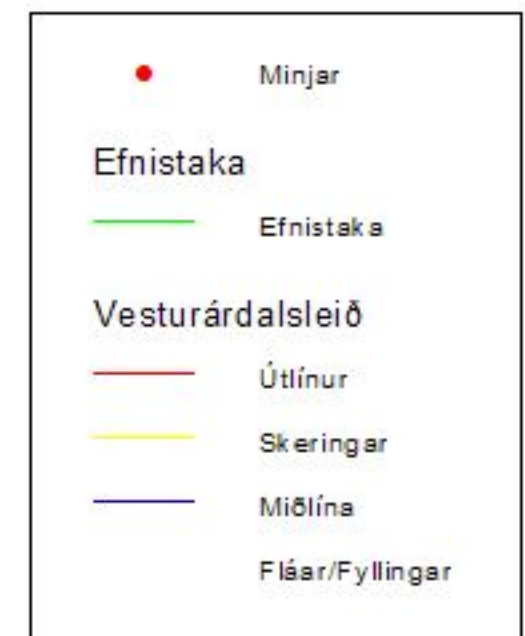 Minjar
Efnistaka
Efnistaka
Vesturárdalsleið
Útlínur
Skeringar
Miðlína
Fláar/Fyllingar